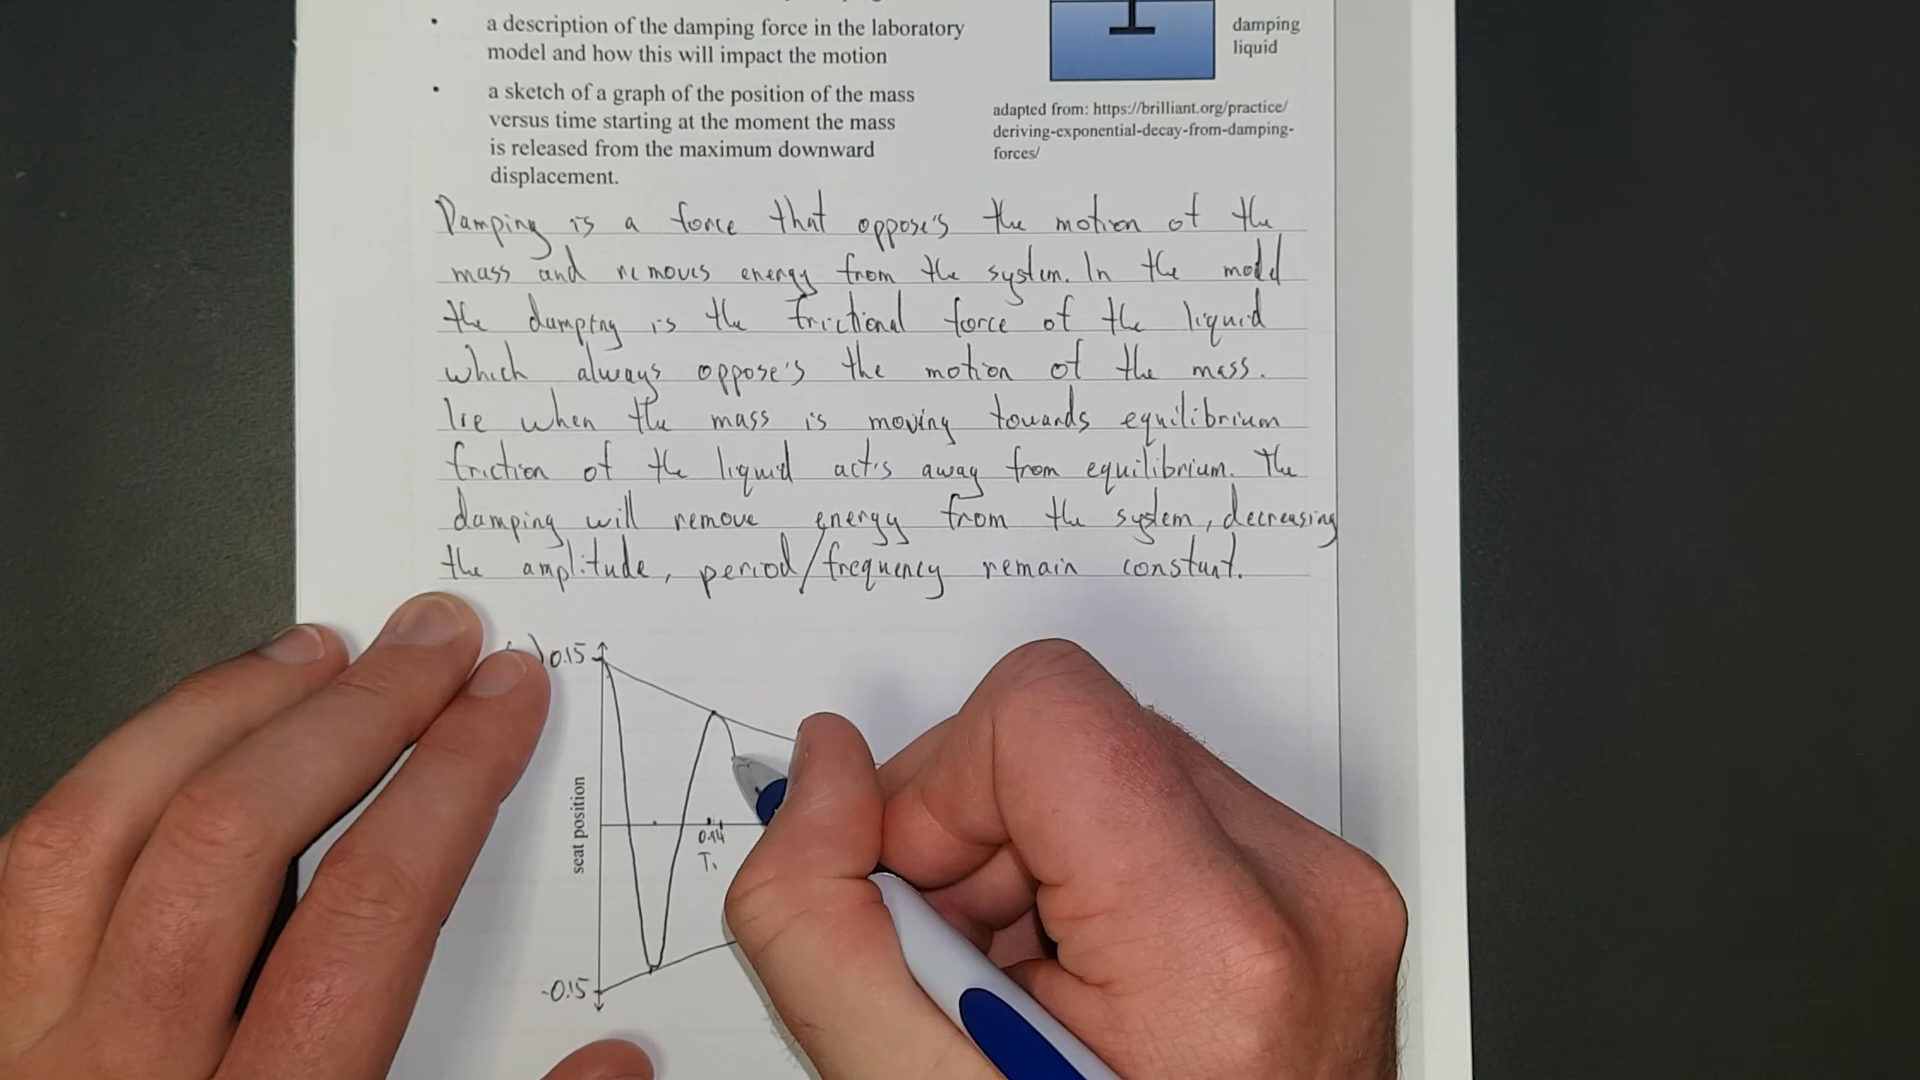 a description of the damping force in the laboratory
model and how this will impact the motion
damping
liquid
a sketch of a graph of the position of the mass
versus time starting at the moment the mass
is released from the maximum downward
displacement.
adapted from: https://brilliant.org/practice/
deriving-exponential-decay-from-damping-
forces/
Damping is a force that oppose's the motion of the
mass and removes energy from the system. In the model
the damping is the frictional force of the liquid
which always oppose's the motion of the mass.
when the mass is moving towards equilibrium
friction of the liquid act's away from equilibrium. The
damping will remove energy from the system, decreasing
the amplitude, period/frequency remain constant.
0.15
seat position
T
-0.15